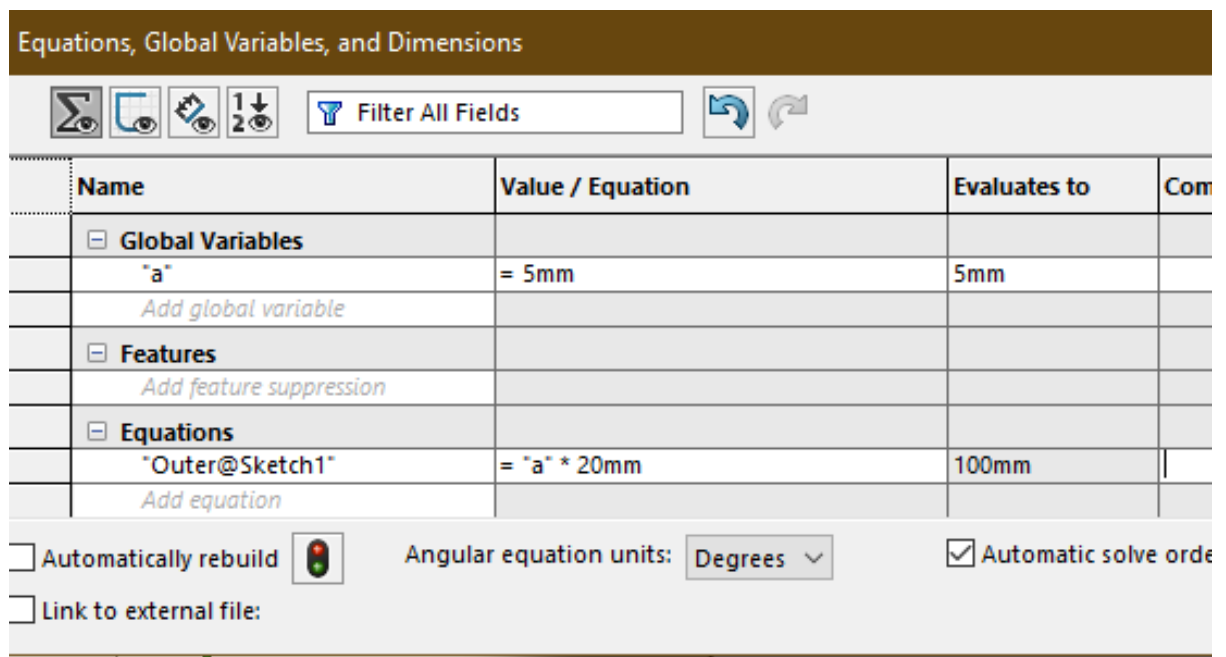 Equations, Global Variables, and Dimensions
1 2 Filter All Fields
Name Value / Equation Evaluates to Com
Global Variables
"a" = 5mm 5mm
Add global variable
Features
Add feature suppression
Equations
"Outer@Sketch1" = "a" * 20mm 100mm
Add equation
Automatically rebuild Angular equation units: Degrees Automatic solve orde
Link to external file: